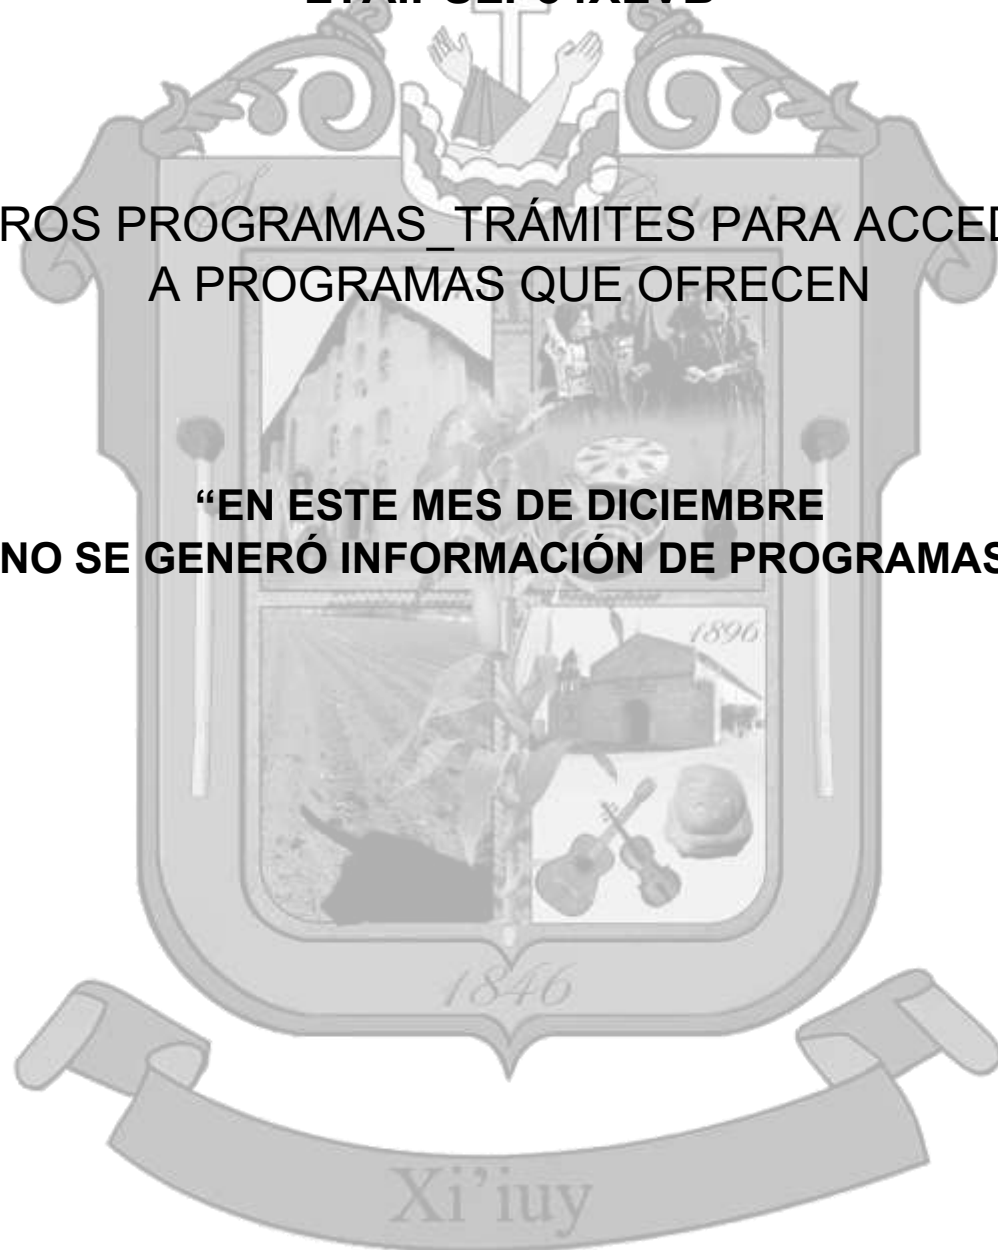 ROS PROGRAMAS_TRÁMITES PARA ACCED
A PROGRAMAS QUE OFRECEN
“EN ESTE MES DE DICIEMBRE
NO SE GENERÓ INFORMACIÓN DE PROGRAMAS
1896
1846
Xi’iuy